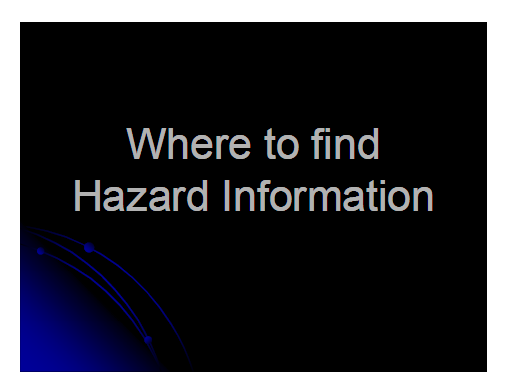 Where to find
Hazard Information